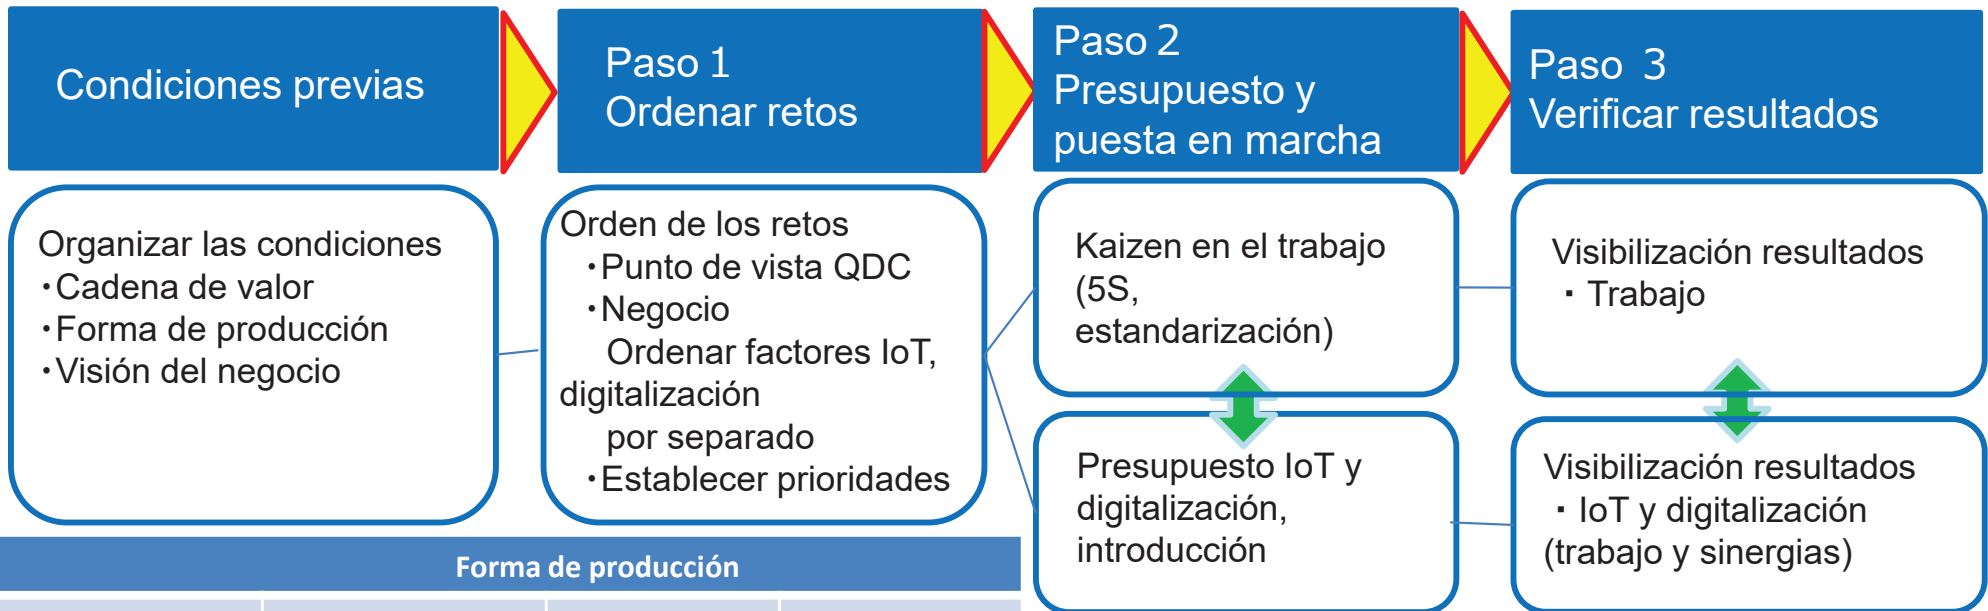 Condiciones previas
Paso 1
Ordenar retos
Paso 2
Presupuesto y
puesta en marcha
Paso 3
Verificar resultados
Organizar las condiciones
・Cadena de valor
・Forma de producción
・Visión del negocio
Orden de los retos
・Punto de vista QDC
・Negocio
Ordenar factores IoT,
digitalización
por separado
・Establecer prioridades
Kaizen en el trabajo
(5S,
estandarización)
Presupuesto IoT y
digitalización,
introducción
Visibilización resultados
・ Trabajo
Visibilización resultados
・ IoT y digitalización
(trabajo y sinergias)
Forma de producción